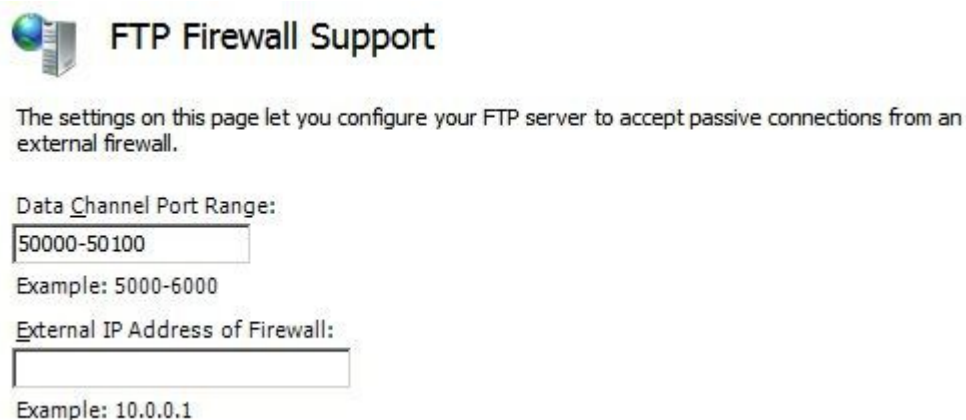 FTP Firewall Support
The settings on this page let you configure your FTP server to accept passive connections from an
external firewall.
Data Channel Port Range:
50000-50100
Example: 5000-6000
External IP Address of Firewall:
Example: 10.0.0.1